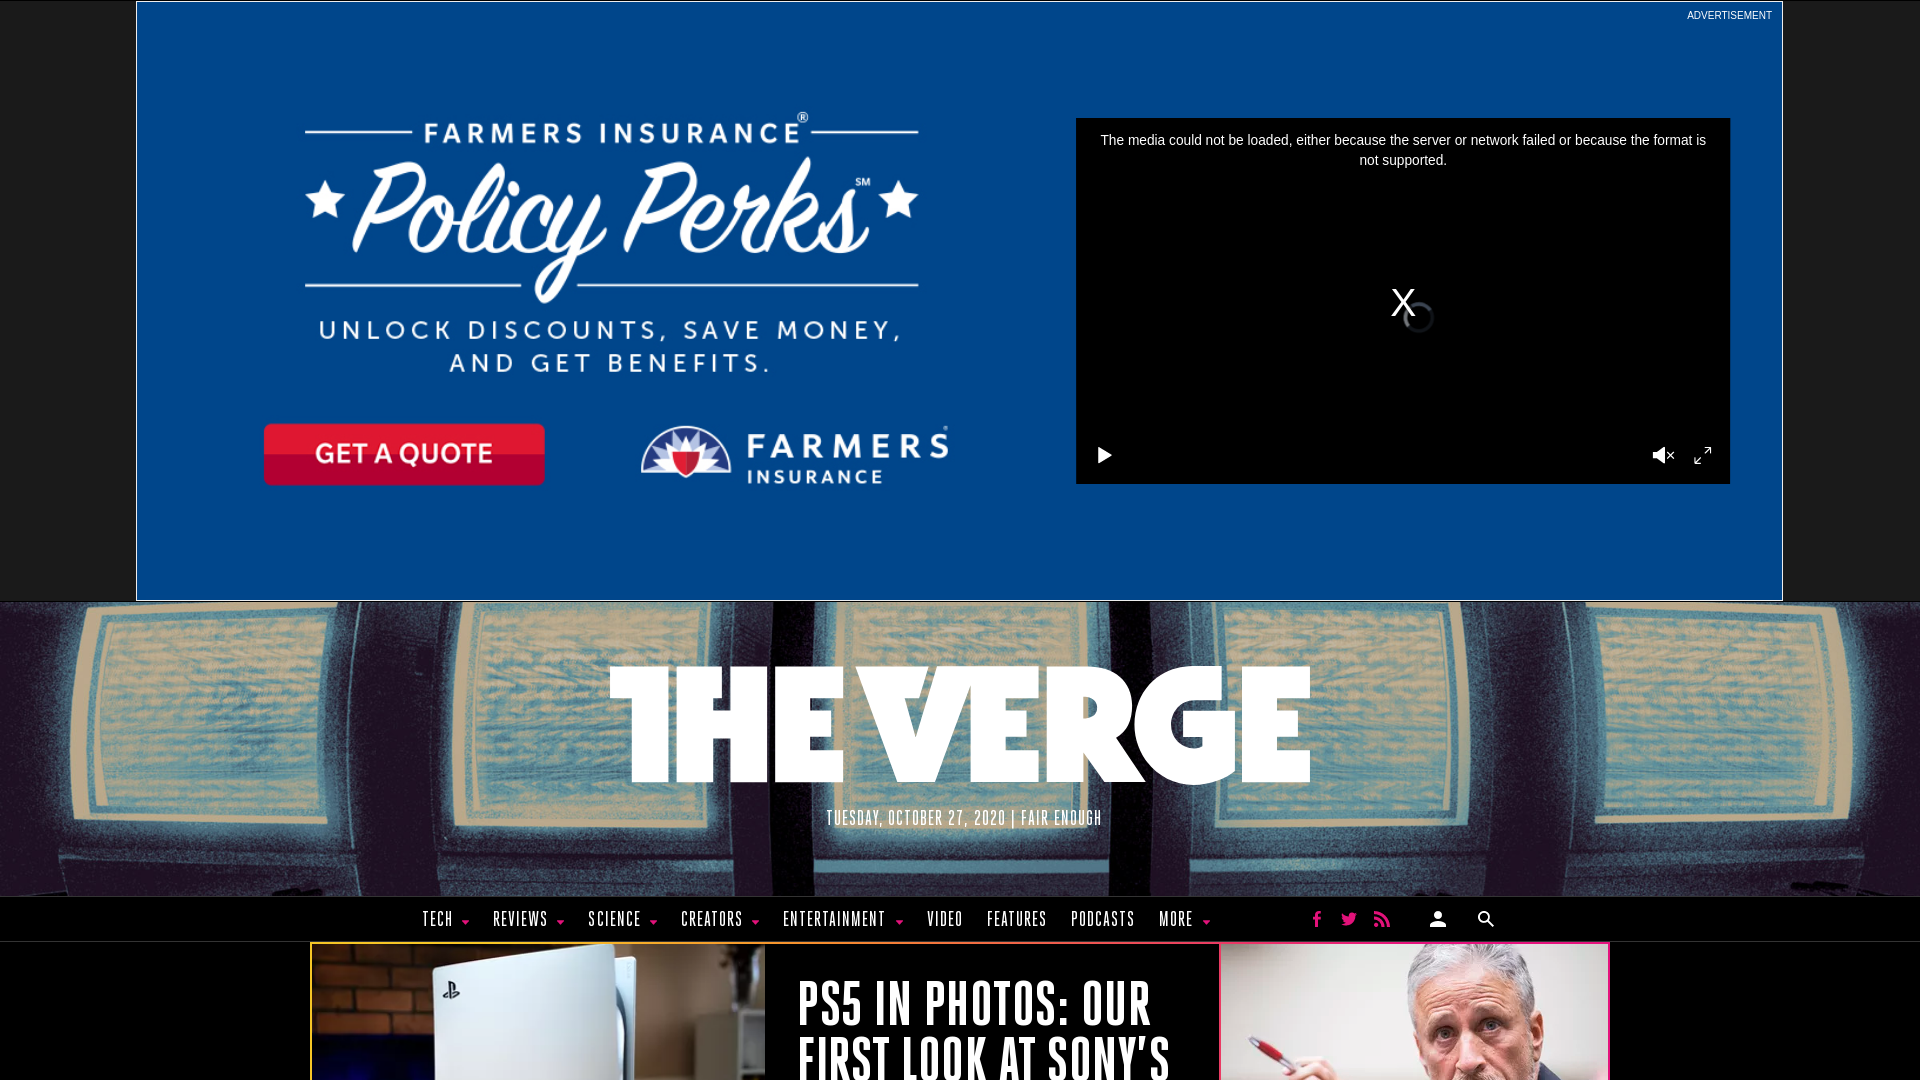 ADVERTISEMENT
FARMERS INSURANCE®
Policy Perks℠
UNLOCK DISCOUNTS, SAVE MONEY,
AND GET BENEFITS.
GET A QUOTE
FARMERS®
INSURANCE
The media could not be loaded, either because the server or network failed or because the format is
not supported.
X
THE VERGE
TUESDAY, OCTOBER 27, 2020 | FAIR ENOUGH
TECH REVIEWS SCIENCE CREATORS ENTERTAINMENT VIDEO FEATURES PODCASTS MORE
PS5 IN PHOTOS: OUR
FIRST LOOK AT SONY'S